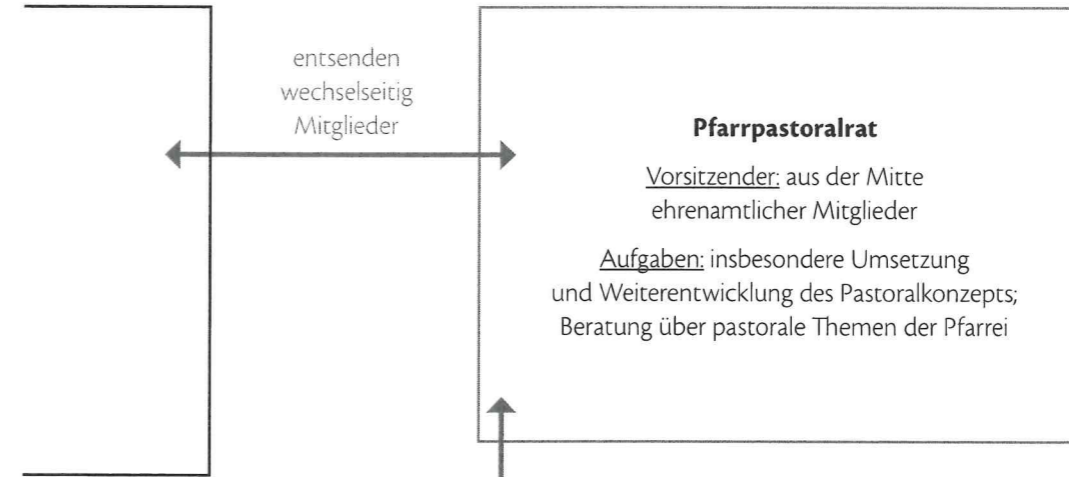 entsenden
wechselseitig
Mitglieder
Pfarrpastoralrat
Vorsitzender: aus der Mitte
ehrenamtlicher Mitglieder
Aufgaben: insbesondere Umsetzung
und Weiterentwicklung des Pastoralkonzepts;
Beratung über pastorale Themen der Pfarrei